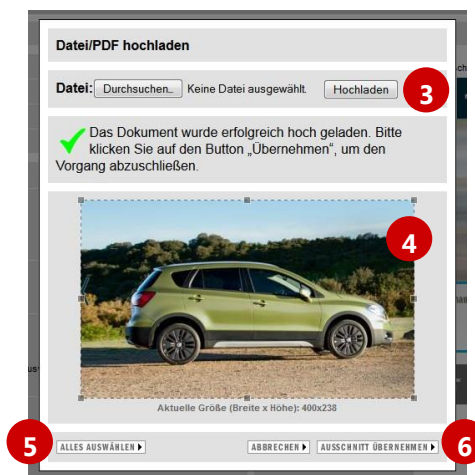 Datei/PDF hochladen
Datei: Durchsuchen... Keine Datei ausgewählt. Hochladen
3
Das Dokument wurde erfolgreich hoch geladen. Bitte
klicken Sie auf den Button „Übernehmen“, um den
Vorgang abzuschließen.
4
Aktuelle Größe (Breite x Höhe): 400x238
5 ALLES AUSWÄHLEN ABBRECHEN AUSSCHNITT ÜBERNEHMEN 6